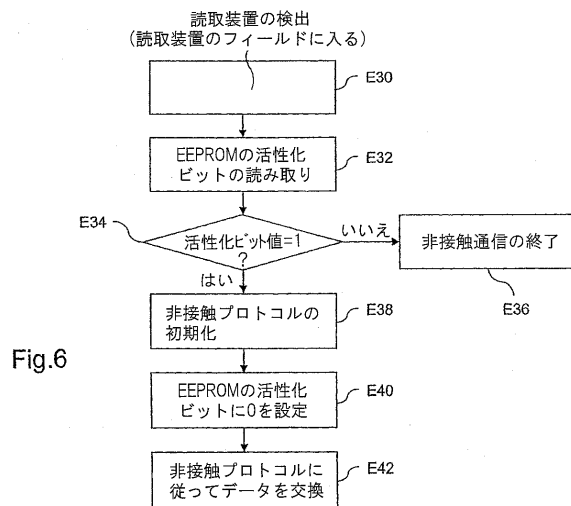 読取装置の検出
(読取装置のフィールドに入る)
E30
EEPROMの活性化
ビットの読み取り
E32
E34
活性化ビット値=1
?
いいえ
非接触通信の終了
E36
はい
非接触プロトコルの
初期化
E38
Fig.6
EEPROMの活性化
ビットに0を設定
E40
非接触プロトコルに
従ってデータを交換
E42